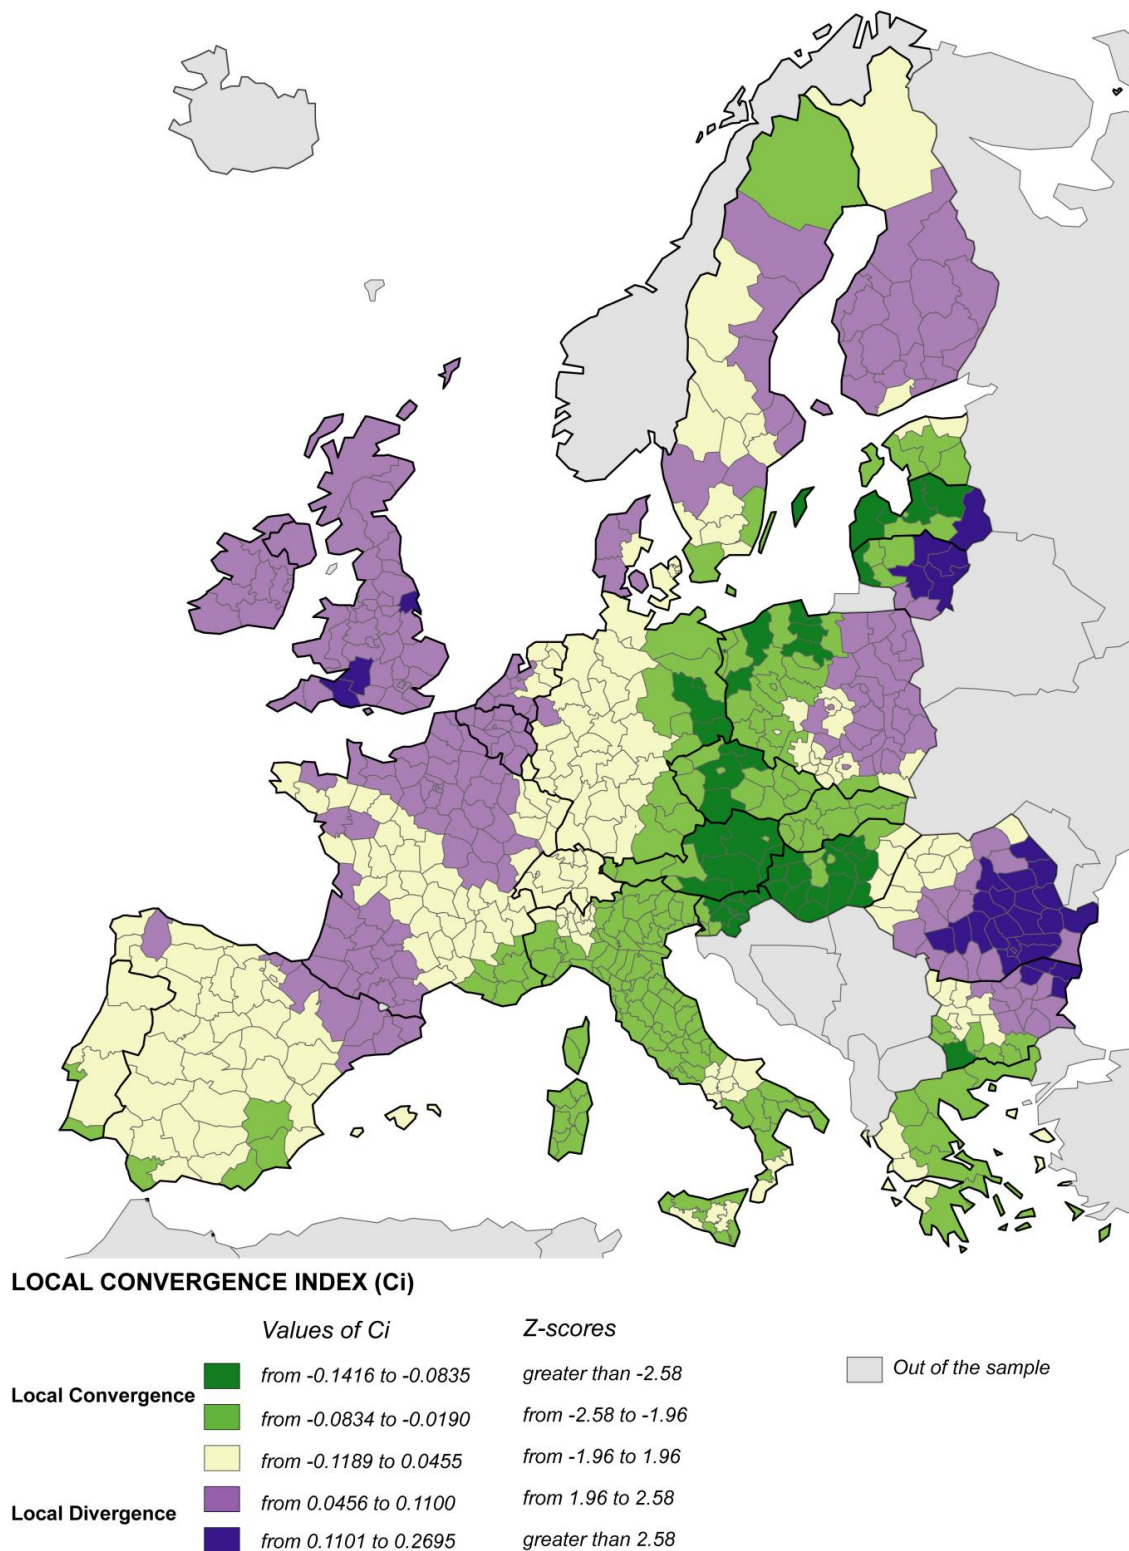 LOCAL CONVERGENCE INDEX (Ci)
Values of Ci Z-scores
Local Convergence from -0.1416 to -0.0835 greater than -2.58 Out of the sample
from -0.0834 to -0.0190 from -2.58 to -1.96
from -0.1189 to 0.0455 from -1.96 to 1.96
Local Divergence from 0.0456 to 0.1100 from 1.96 to 2.58
from 0.1101 to 0.2695 greater than 2.58